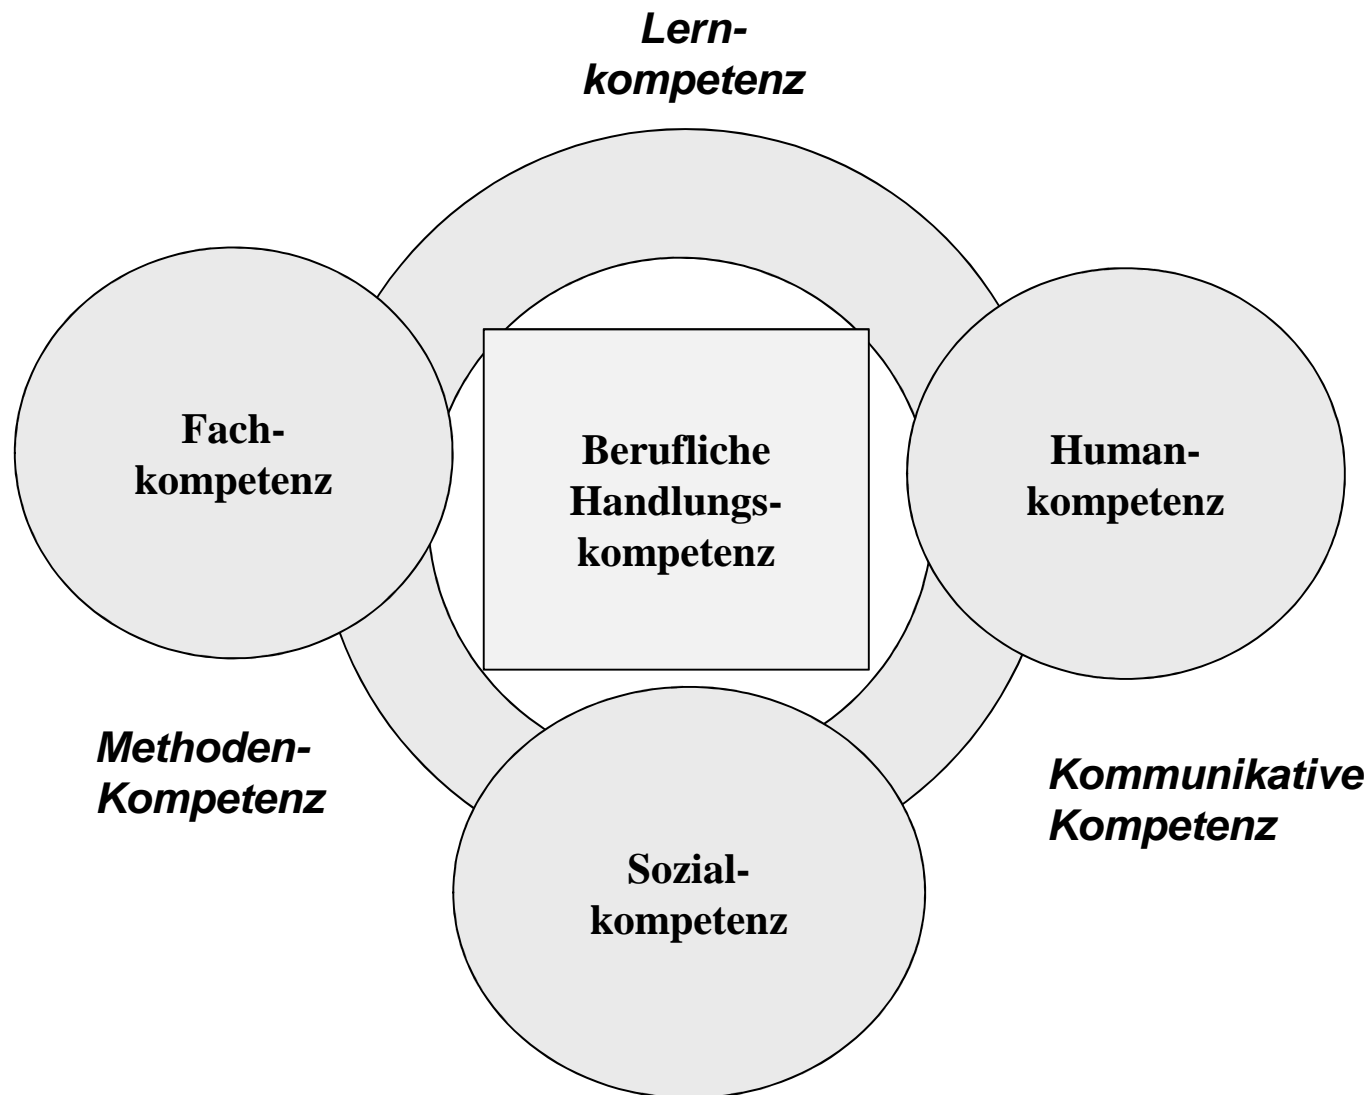 Lern-
kompetenz
Fach-
kompetenz
Berufliche
Handlungs-
kompetenz
Human-
kompetenz
Methoden-
Kompetenz
Kommunikative
Kompetenz
Sozial-
kompetenz